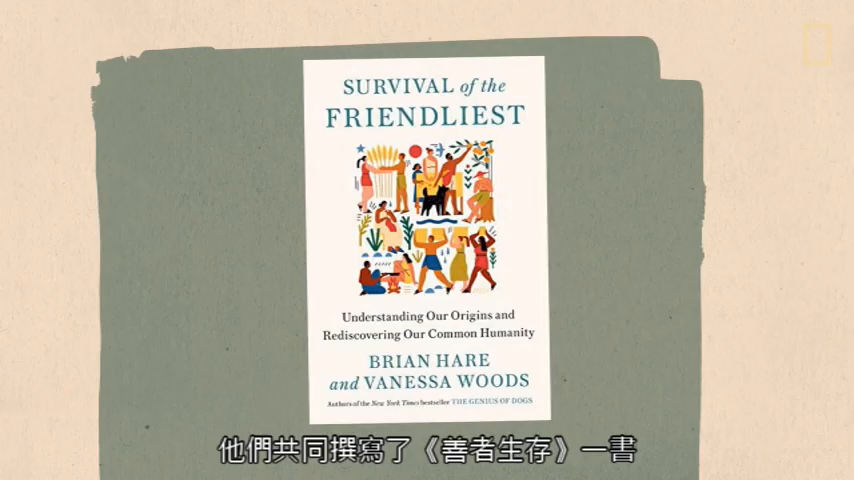 SURVIVAL of the
FRIENDLIEST
Understanding Our Origins and
Rediscovering Our Common Humanity
BRIAN HARE
and VANESSA WOODS
Authors of the New York Times bestseller THE GENIUS OF DOGS
他們共同撰寫了《善者生存》一書